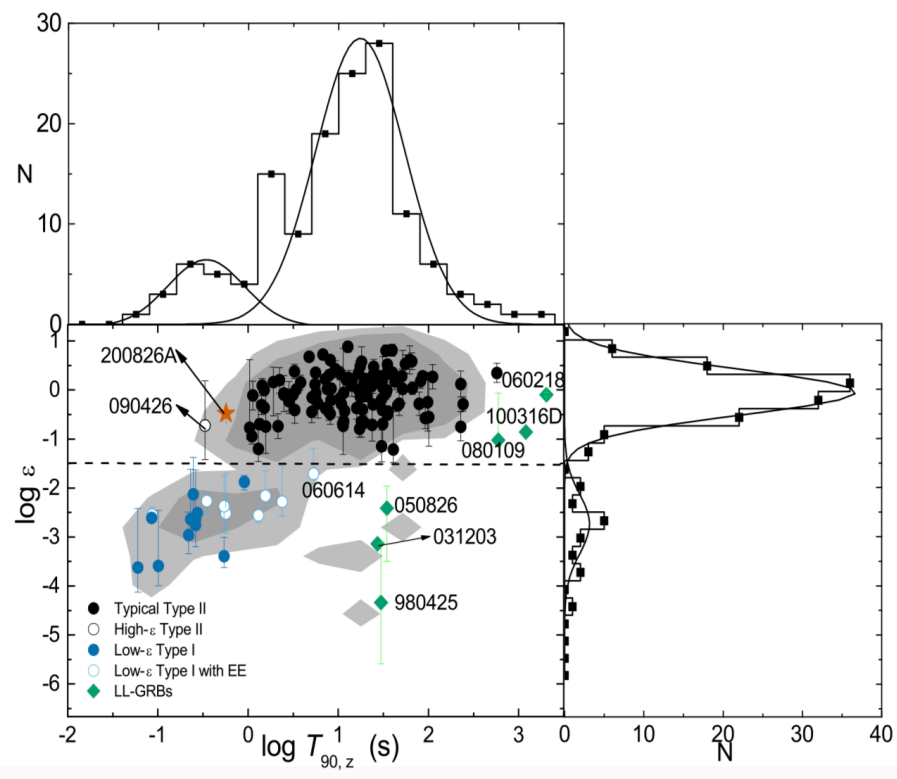 30
20
N
10
0
1
0
-1
-2
-3
-4
-5
-6
log ε
200826A
090426
060218
100316D
080109
060614
050826
031203
980425
Typical Type II
High-ε Type II
Low-ε Type I
Low-ε Type I with EE
LL-GRBs
-2 -1 0 1 2 3
log T90, z (s)
0 10 20 30 40
N